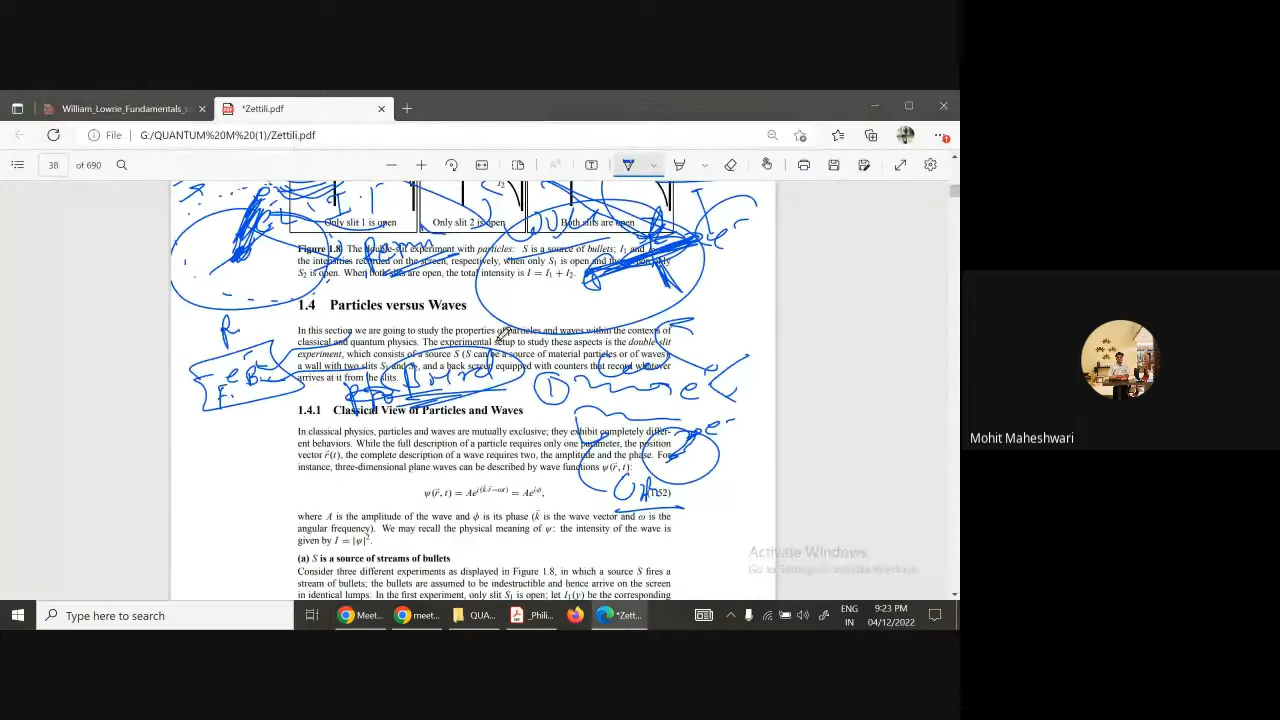 William_Lowrie_Fundamentals_
*Zettili.pdf
File
G:/QUANTUM%20M%20(1)/Zettili.pdf
38 of 690
I₂
Only slit 1 is open
Only slit 2 is open
Both slits are open
Figure 1.8 The double-slit experiment with particles: S is a source of bullets; I₁ and
the intensities recorded on the screen, respectively, when only S₁ is open and then only
S₂ is open. When both slits are open, the total intensity is I = I₁ + I₂.
1.4 Particles versus Waves
In this section we are going to study the properties of particles and waves within the contexts of
classical and quantum physics. The experimental setup to study these aspects is the double-slit
experiment, which consists of a source S (S can be a source of material particles or of waves),
a wall with two slits S₁ and S₂, and a back screen equipped with counters that record whatever
arrives at it from the slits.
1.4.1 Classical View of Particles and Waves
In classical physics, particles and waves are mutually exclusive; they exhibit completely differ-
ent behaviors. While the full description of a particle requires only one parameter, the position
vector r⃗(t), the complete description of a wave requires two, the amplitude and the phase. For
instance, three-dimensional plane waves can be described by wave functions ψ(r⃗, t):
ψ(r⃗, t) = Ae^{i(k⃗·r⃗−ωt)} = Ae^{iφ},
where A is the amplitude of the wave and φ is its phase (k⃗ is the wave vector and ω is the
angular frequency). We may recall the physical meaning of ψ: the intensity of the wave is
given by I = |ψ|².
(a) S is a source of streams of bullets
Consider three different experiments as displayed in Figure 1.8, in which a source S fires a
stream of bullets; the bullets are assumed to be indestructible and hence arrive on the screen
in identical lumps. In the first experiment, only slit S₁ is open; let I₁(y) be the corresponding
e⁻
e⁻
①
Activate Windows
Mohit Maheshwari
Type here to search
Meet...
meet...
QUA...
_Phili...
*Zett...
ENG
IN
9:23 PM
04/12/2022